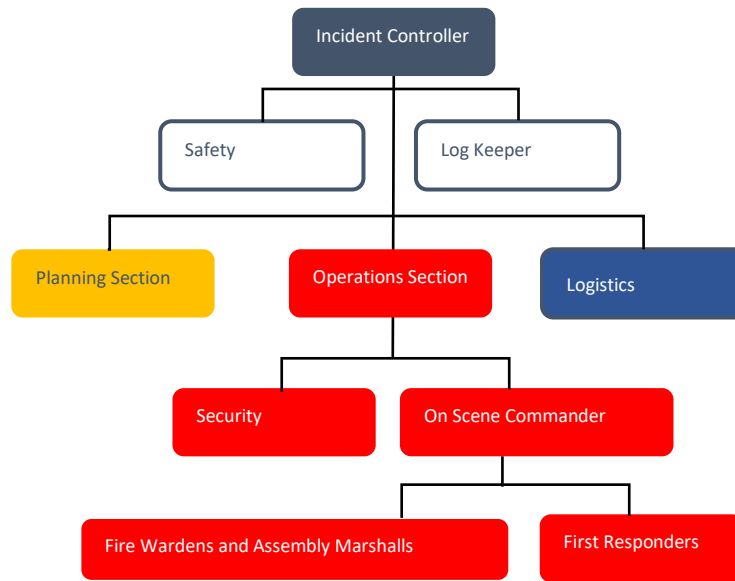 Incident Controller
Safety
Log Keeper
Planning Section
Operations Section
Logistics
Security
On Scene Commander
Fire Wardens and Assembly Marshalls
First Responders